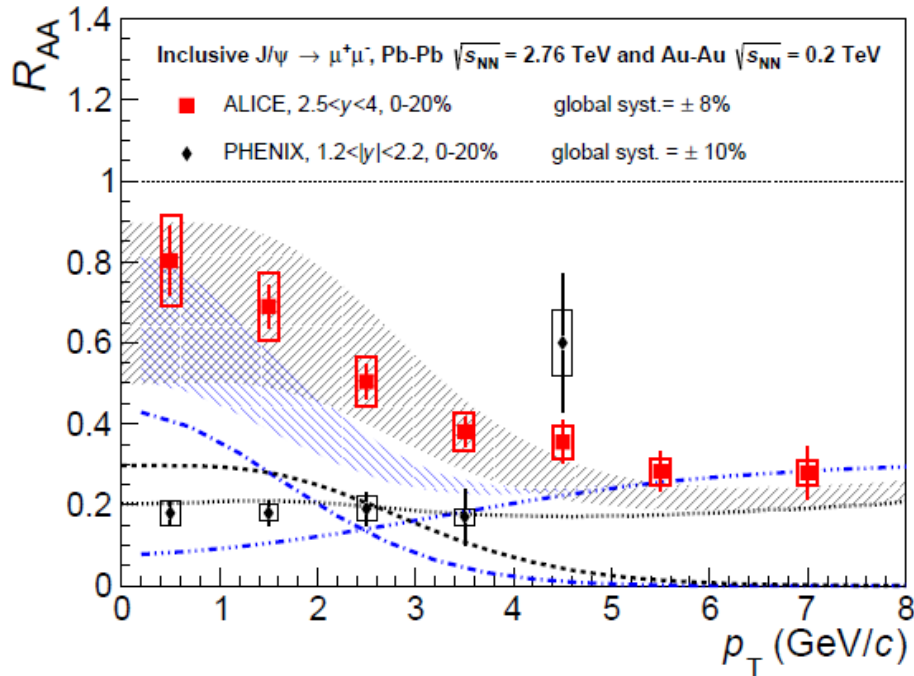 R_AA
1.4
Inclusive J/ψ → μ⁺μ⁻, Pb-Pb √s_NN = 2.76 TeV and Au-Au √s_NN = 0.2 TeV
ALICE, 2.5<y<4, 0-20% global syst.= ± 8%
1.2
PHENIX, 1.2<|y|<2.2, 0-20% global syst. = ± 10%
1
0.8
0.6
0.4
0.2
0
0 1 2 3 4 5 6 7 8
p_T (GeV/c)